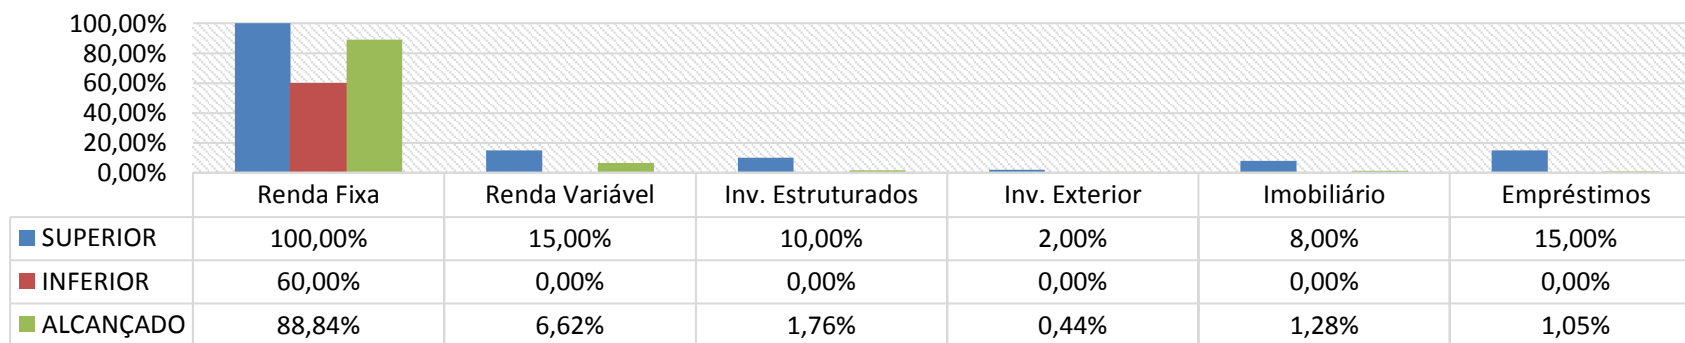 100,00%
80,00%
60,00%
40,00%
20,00%
0,00%
Renda Fixa Renda Variável Inv. Estruturados Inv. Exterior Imobiliário Empréstimos
SUPERIOR 100,00% 15,00% 10,00% 2,00% 8,00% 15,00%
INFERIOR 60,00% 0,00% 0,00% 0,00% 0,00% 0,00%
ALCANÇADO 88,84% 6,62% 1,76% 0,44% 1,28% 1,05%